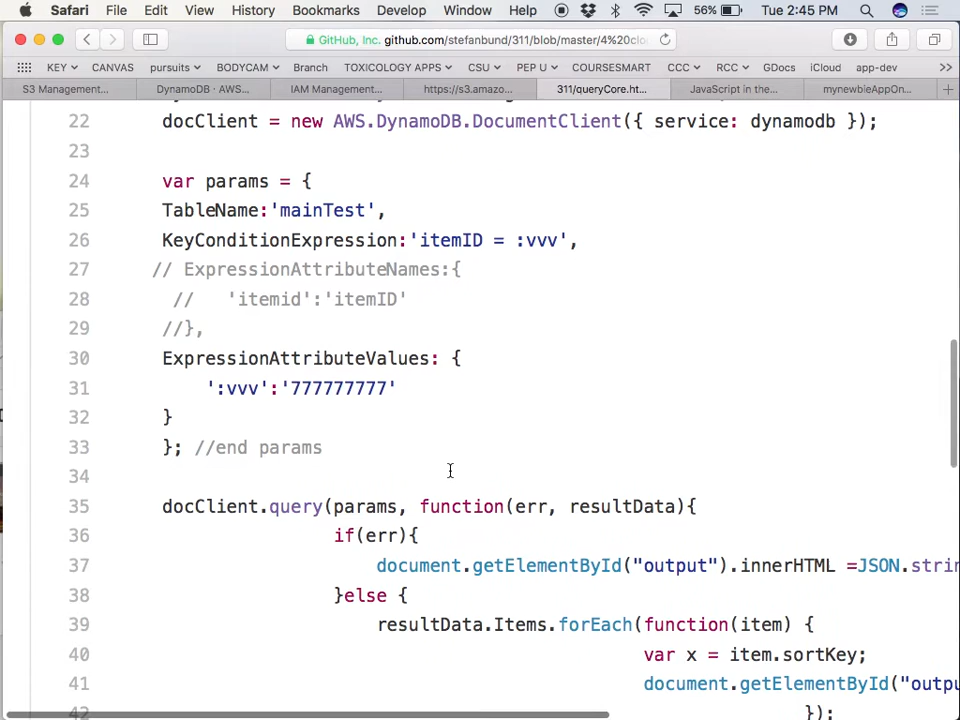 Safari File Edit View History Bookmarks Develop Window Help 56% Tue 2:45 PM
GitHub, Inc. github.com/stefanbund/311/blob/master/4%20clo
KEY CANVAS pursuits BODYCAM Branch TOXICOLOGY APPS CSU PEP U COURSESMART CCC RCC GDocs iCloud app-dev >>
S3 Management... DynamoDB · AWS... IAM Management... https://s3.amazo... 311/queryCore.ht... JavaScript in the... mynewbieAppOn... +
22 docClient = new AWS.DynamoDB.DocumentClient({ service: dynamodb });
23
24 var params = {
25 TableName:'mainTest',
26 KeyConditionExpression:'itemID = :vvv',
27 // ExpressionAttributeNames:{
28 // 'itemid':'itemID'
29 //},
30 ExpressionAttributeValues: {
31 ':vvv':'777777777'
32 }
33 }; //end params
34
35 docClient.query(params, function(err, resultData){
36 if(err){
37 document.getElementById("output").innerHTML =JSON.strin
38 }else {
39 resultData.Items.forEach(function(item) {
40 var x = item.sortKey;
41 document.getElementById("outpu
42 });